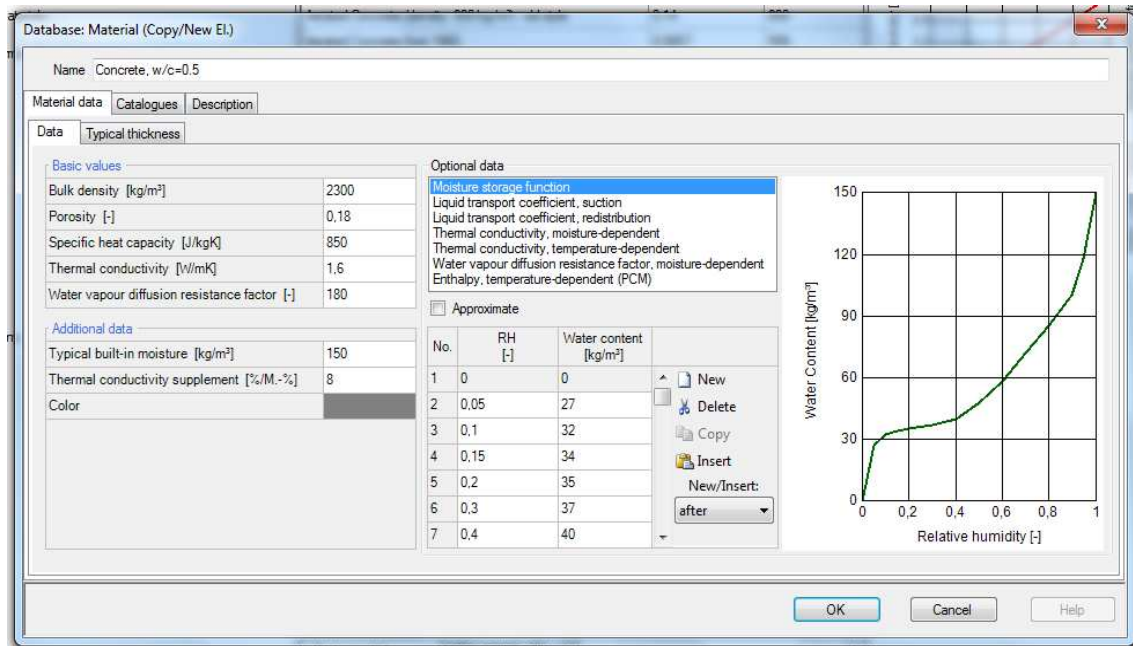 Database: Material (Copy/New El.)
Name Concrete, w/c=0.5
Material data Catalogues Description
Data Typical thickness
Basic values
Bulk density [kg/m³] 2300
Porosity [-] 0,18
Specific heat capacity [J/kgK] 850
Thermal conductivity [W/mK] 1,6
Water vapour diffusion resistance factor [-] 180
Additional data
Typical built-in moisture [kg/m³] 150
Thermal conductivity supplement [%/M.-%] 8
Color
Optional data
Moisture storage function
Liquid transport coefficient, suction
Liquid transport coefficient, redistribution
Thermal conductivity, moisture-dependent
Thermal conductivity, temperature-dependent
Water vapour diffusion resistance factor, moisture-dependent
Enthalpy, temperature-dependent (PCM)
Approximate
No. RH [-] Water content [kg/m³]
1 0 0
2 0,05 27
3 0,1 32
4 0,15 34
5 0,2 35
6 0,3 37
7 0,4 40
New
Delete
Copy
Insert
New/Insert:
after
Water Content [kg/m³]
150
120
90
60
30
0
0 0,2 0,4 0,6 0,8 1
Relative humidity [-]
OK Cancel Help